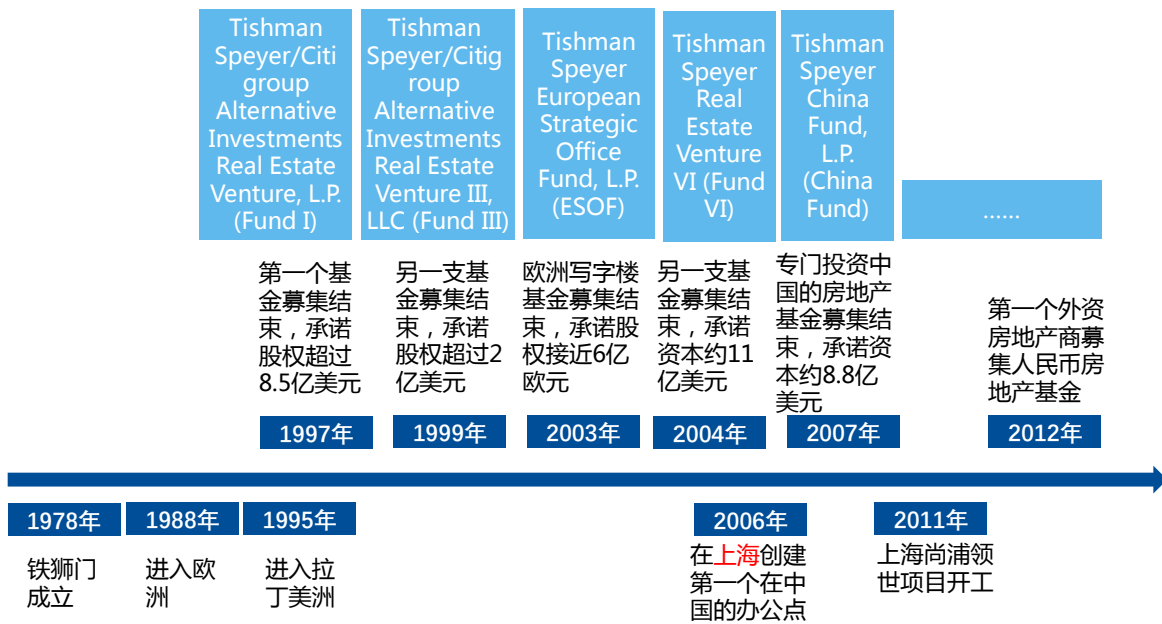 Tishman
Speyer/Citi
group
Alternative
Investments
Real Estate
Venture, L.P.
(Fund I)
Tishman
Speyer/Citig
roup
Alternative
Investments
Real Estate
Venture III,
LLC (Fund III)
Tishman
Speyer
European
Strategic
Office
Fund, L.P.
(ESOF)
Tishman
Speyer
Real
Estate
Venture
VI (Fund
VI)
Tishman
Speyer
China
Fund,
L.P.
(China
Fund)
......
第一个基
金募集结
束，承诺
股权超过
8.5亿美元
另一支基
金募集结
束，承诺
股权超过2
亿美元
欧洲写字楼
基金募集结
束，承诺股
权接近6亿
欧元
另一支基
金募集结
束，承诺
资本约11
亿美元
专门投资中
国的房地产
基金募集结
束，承诺资
本约8.8亿
美元
第一个外资
房地产商募
集人民币房
地产基金
1997年
1999年
2003年
2004年
2007年
2012年
1978年
1988年
1995年
2006年
2011年
铁狮门
成立
进入欧
洲
进入拉
丁美洲
在上海创建
第一个在中
国的办公点
上海尚浦领
世项目开工